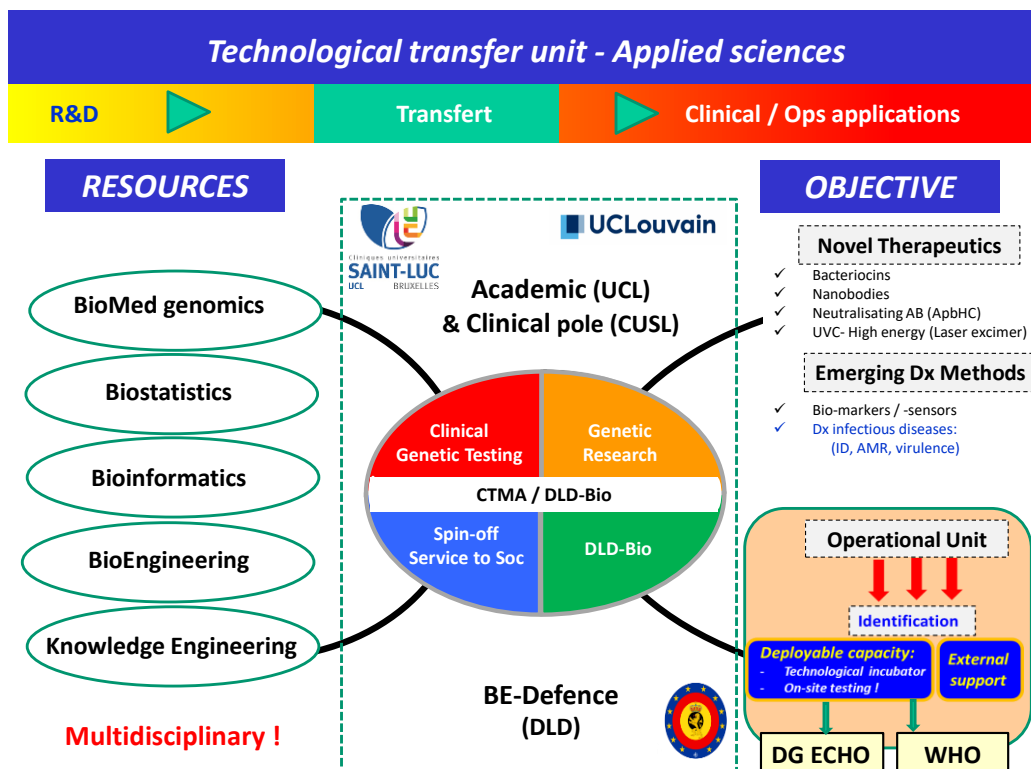 Technological transfer unit - Applied sciences
R&D
Transfert
Clinical / Ops applications
RESOURCES
BioMed genomics
Biostatistics
Bioinformatics
BioEngineering
Knowledge Engineering
Multidisciplinary !
Cliniques universitaires
SAINT-LUC
UCL BRUXELLES
UCLouvain
Academic (UCL)
& Clinical pole (CUSL)
Clinical
Genetic Testing
Genetic
Research
CTMA / DLD-Bio
Spin-off
Service to Soc
DLD-Bio
BE-Defence
(DLD)
OBJECTIVE
Novel Therapeutics
✓ Bacteriocins
✓ Nanobodies
✓ Neutralisating AB (ApbHC)
✓ UVC- High energy (Laser excimer)
Emerging Dx Methods
✓ Bio-markers / -sensors
✓ Dx infectious diseases:
(ID, AMR, virulence)
Operational Unit
Identification
Deployable capacity:
- Technological incubator
- On-site testing !
External
support
DG ECHO
WHO